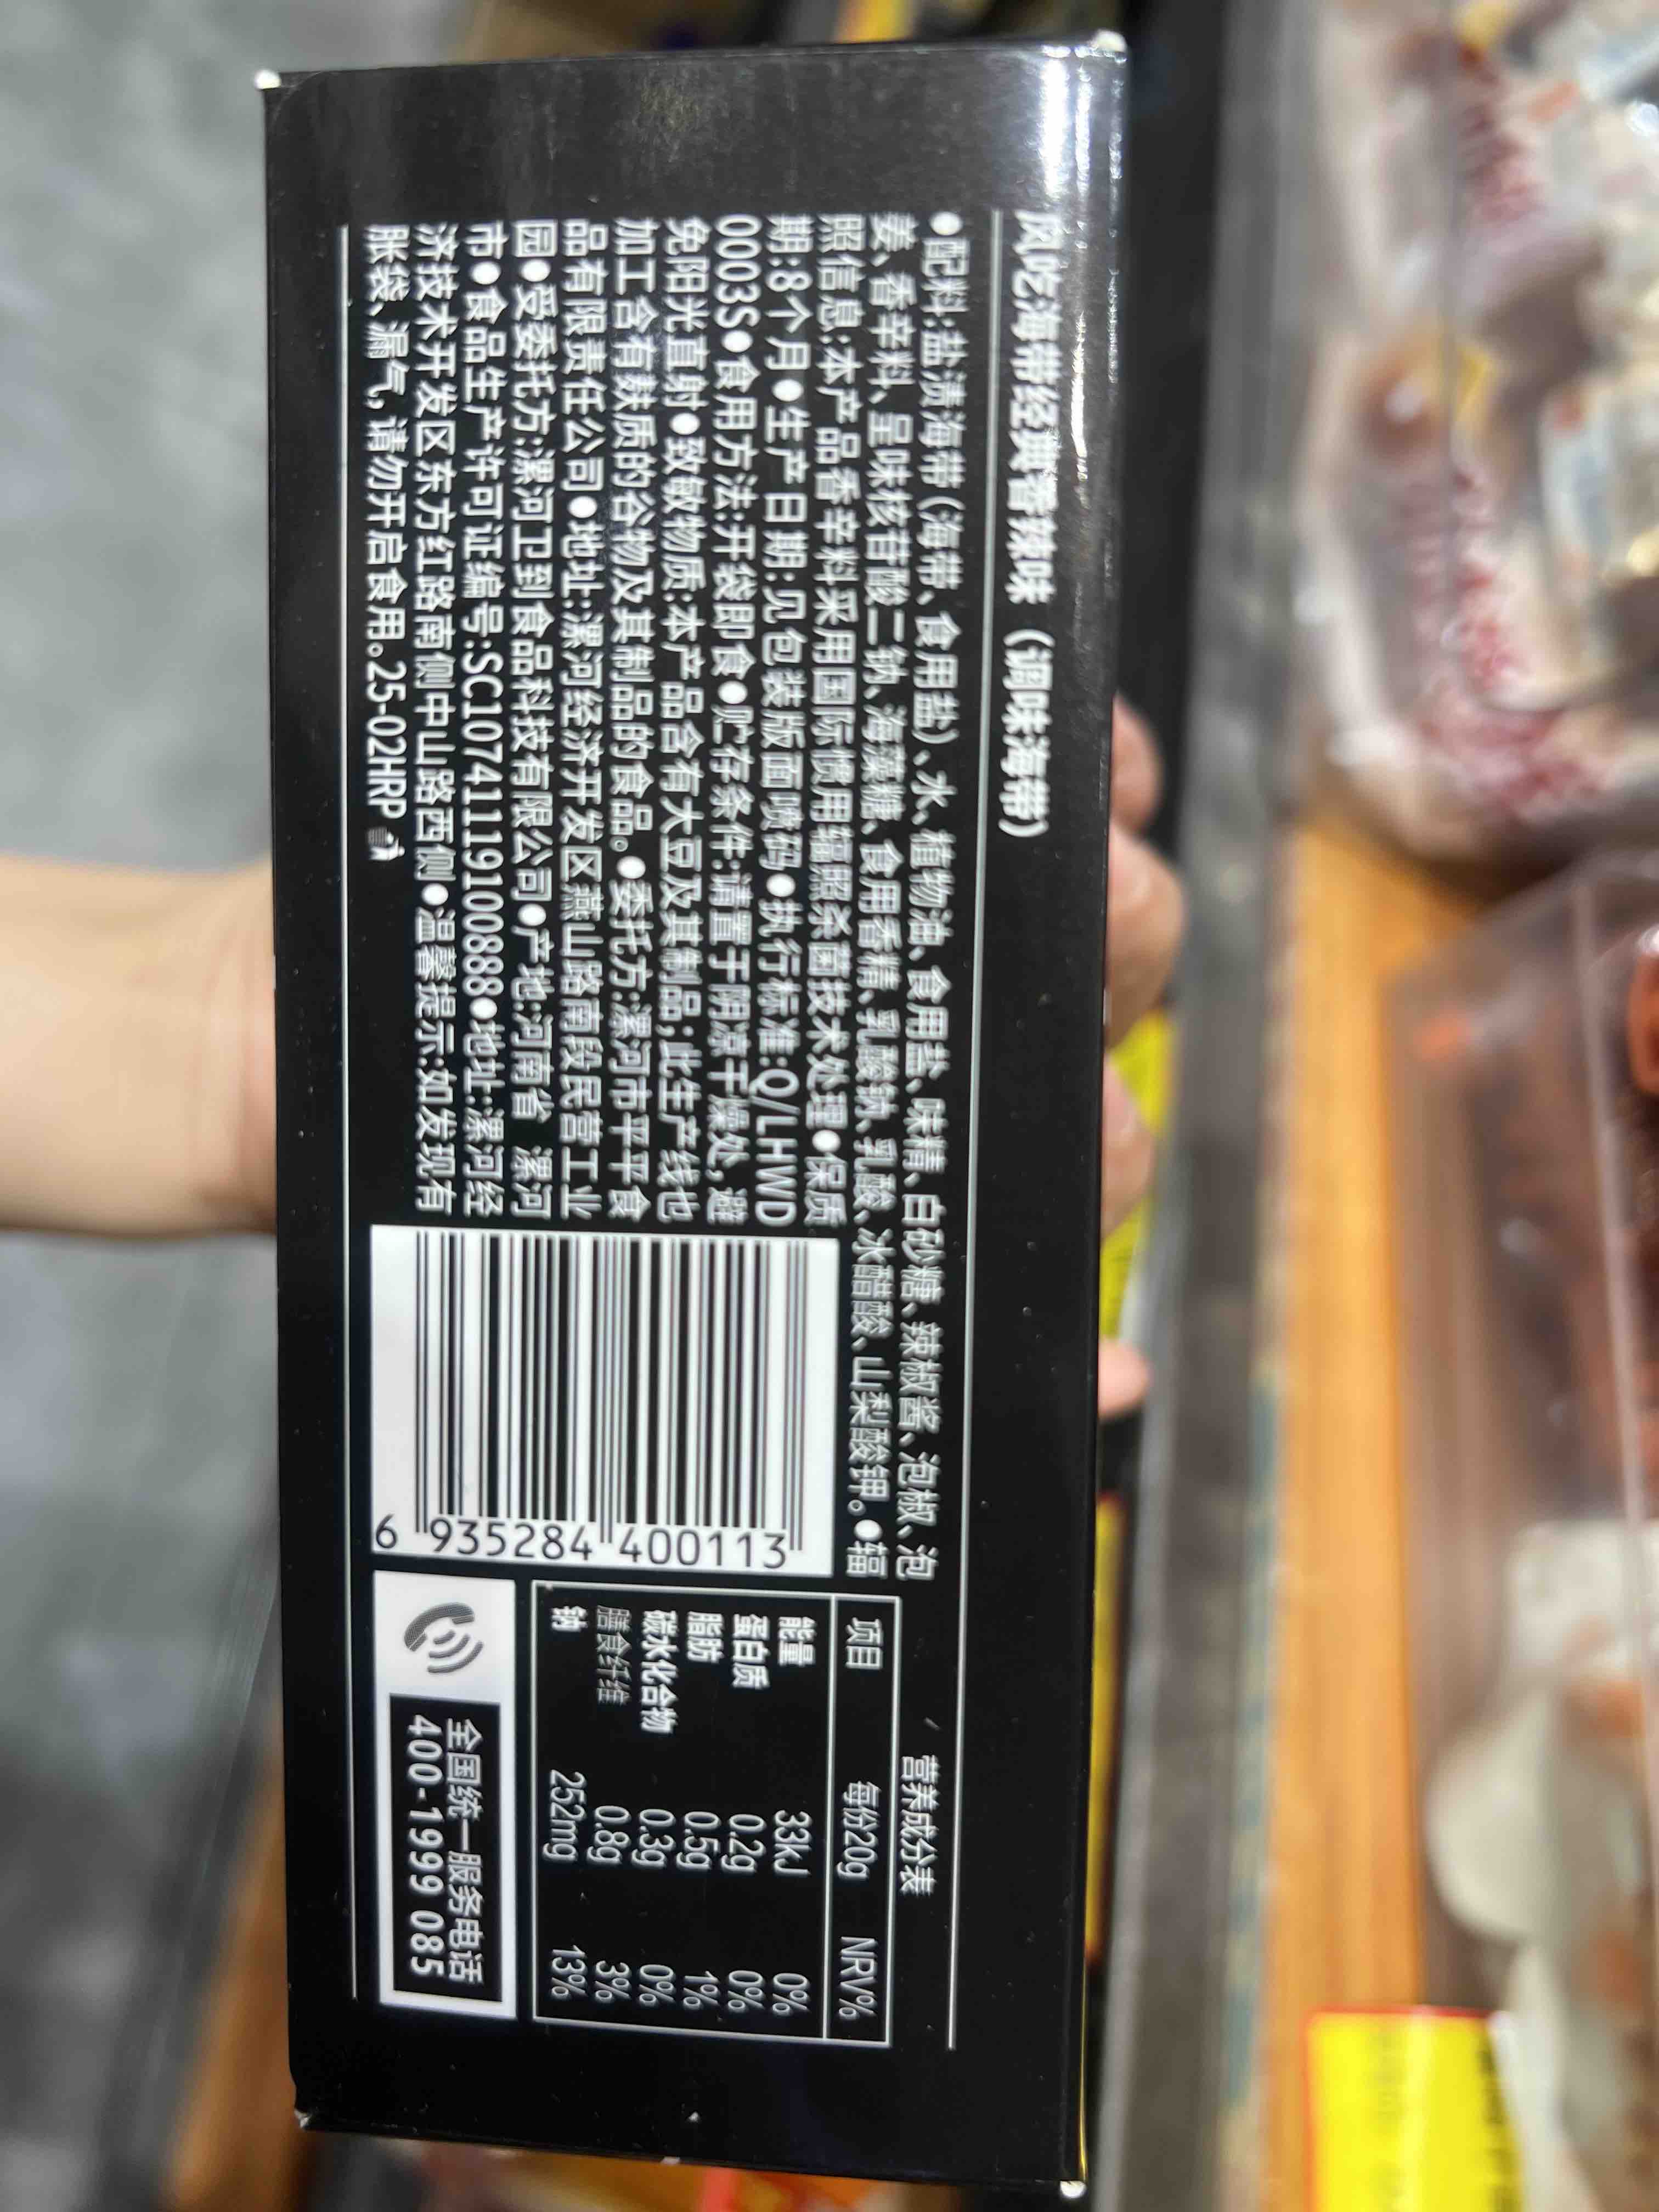 风吃海带经典香辣味（调味海带）
●配料:盐渍海带(海带、食用盐)、水、植物油、食用盐、味精、白砂糖、辣椒酱、泡椒、泡
姜、香辛料、呈味核苷酸二钠、海藻糖、食用香精、乳酸钠、乳酸、冰醋酸、山梨酸钾。●辐
照信息:本产品香辛料采用国际惯用辐照杀菌技术处理●保质
期:8个月●生产日期:见包装版面喷码●执行标准:Q/LHWD
0003S●食用方法:开袋即食●贮存条件:请置于阴凉干燥处,避
免阳光直射●致敏物质:本产品含有大豆及其制品;此生产线也
加工含有麸质的谷物及其制品的食品。●委托方:漯河市平平食
品有限责任公司●地址:漯河经济开发区燕山路南段民营工业
园●受委托方:漯河卫到食品科技有限公司●产地:河南省 漯河
市●食品生产许可证编号:SC10741119100888●地址:漯河经
济技术开发区东方红路南侧中山路西侧●温馨提示:如发现有
胀袋、漏气,请勿开启食用。25-02HRP
6 935284 400113
营养成分表
项目 每份20g NRV%
能量 33kJ 0%
蛋白质 0.2g 0%
脂肪 0.5g 1%
碳水化合物 0.3g 0%
膳食纤维 0.8g 3%
钠 252mg 13%
全国统一服务电话
400-1999 085